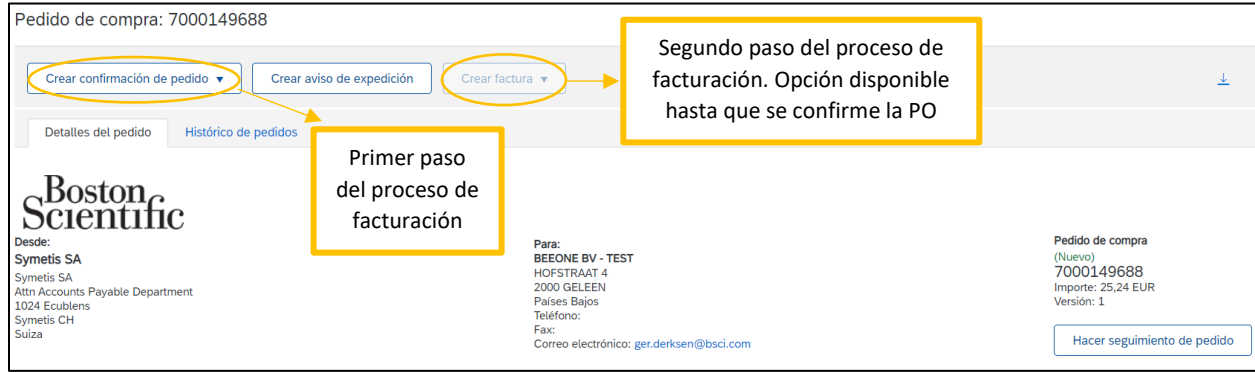 Pedido de compra: 7000149688
Crear confirmación de pedido ▼
Crear aviso de expedición
Crear factura ▼
Segundo paso del proceso de
facturación. Opción disponible
hasta que se confirme la PO
Detalles del pedido
Histórico de pedidos
Primer paso
del proceso de
facturación
Boston
Scientific
Desde:
Symetis SA
Symetis SA
Attn Accounts Payable Department
1024 Ecublens
Symetis CH
Suiza
Para:
BEEONE BV - TEST
HOFSTRAAT 4
2000 GELEEN
Países Bajos
Teléfono:
Fax:
Correo electrónico: ger.derksen@bsci.com
Pedido de compra
(Nuevo)
7000149688
Importe: 25,24 EUR
Versión: 1
Hacer seguimiento de pedido